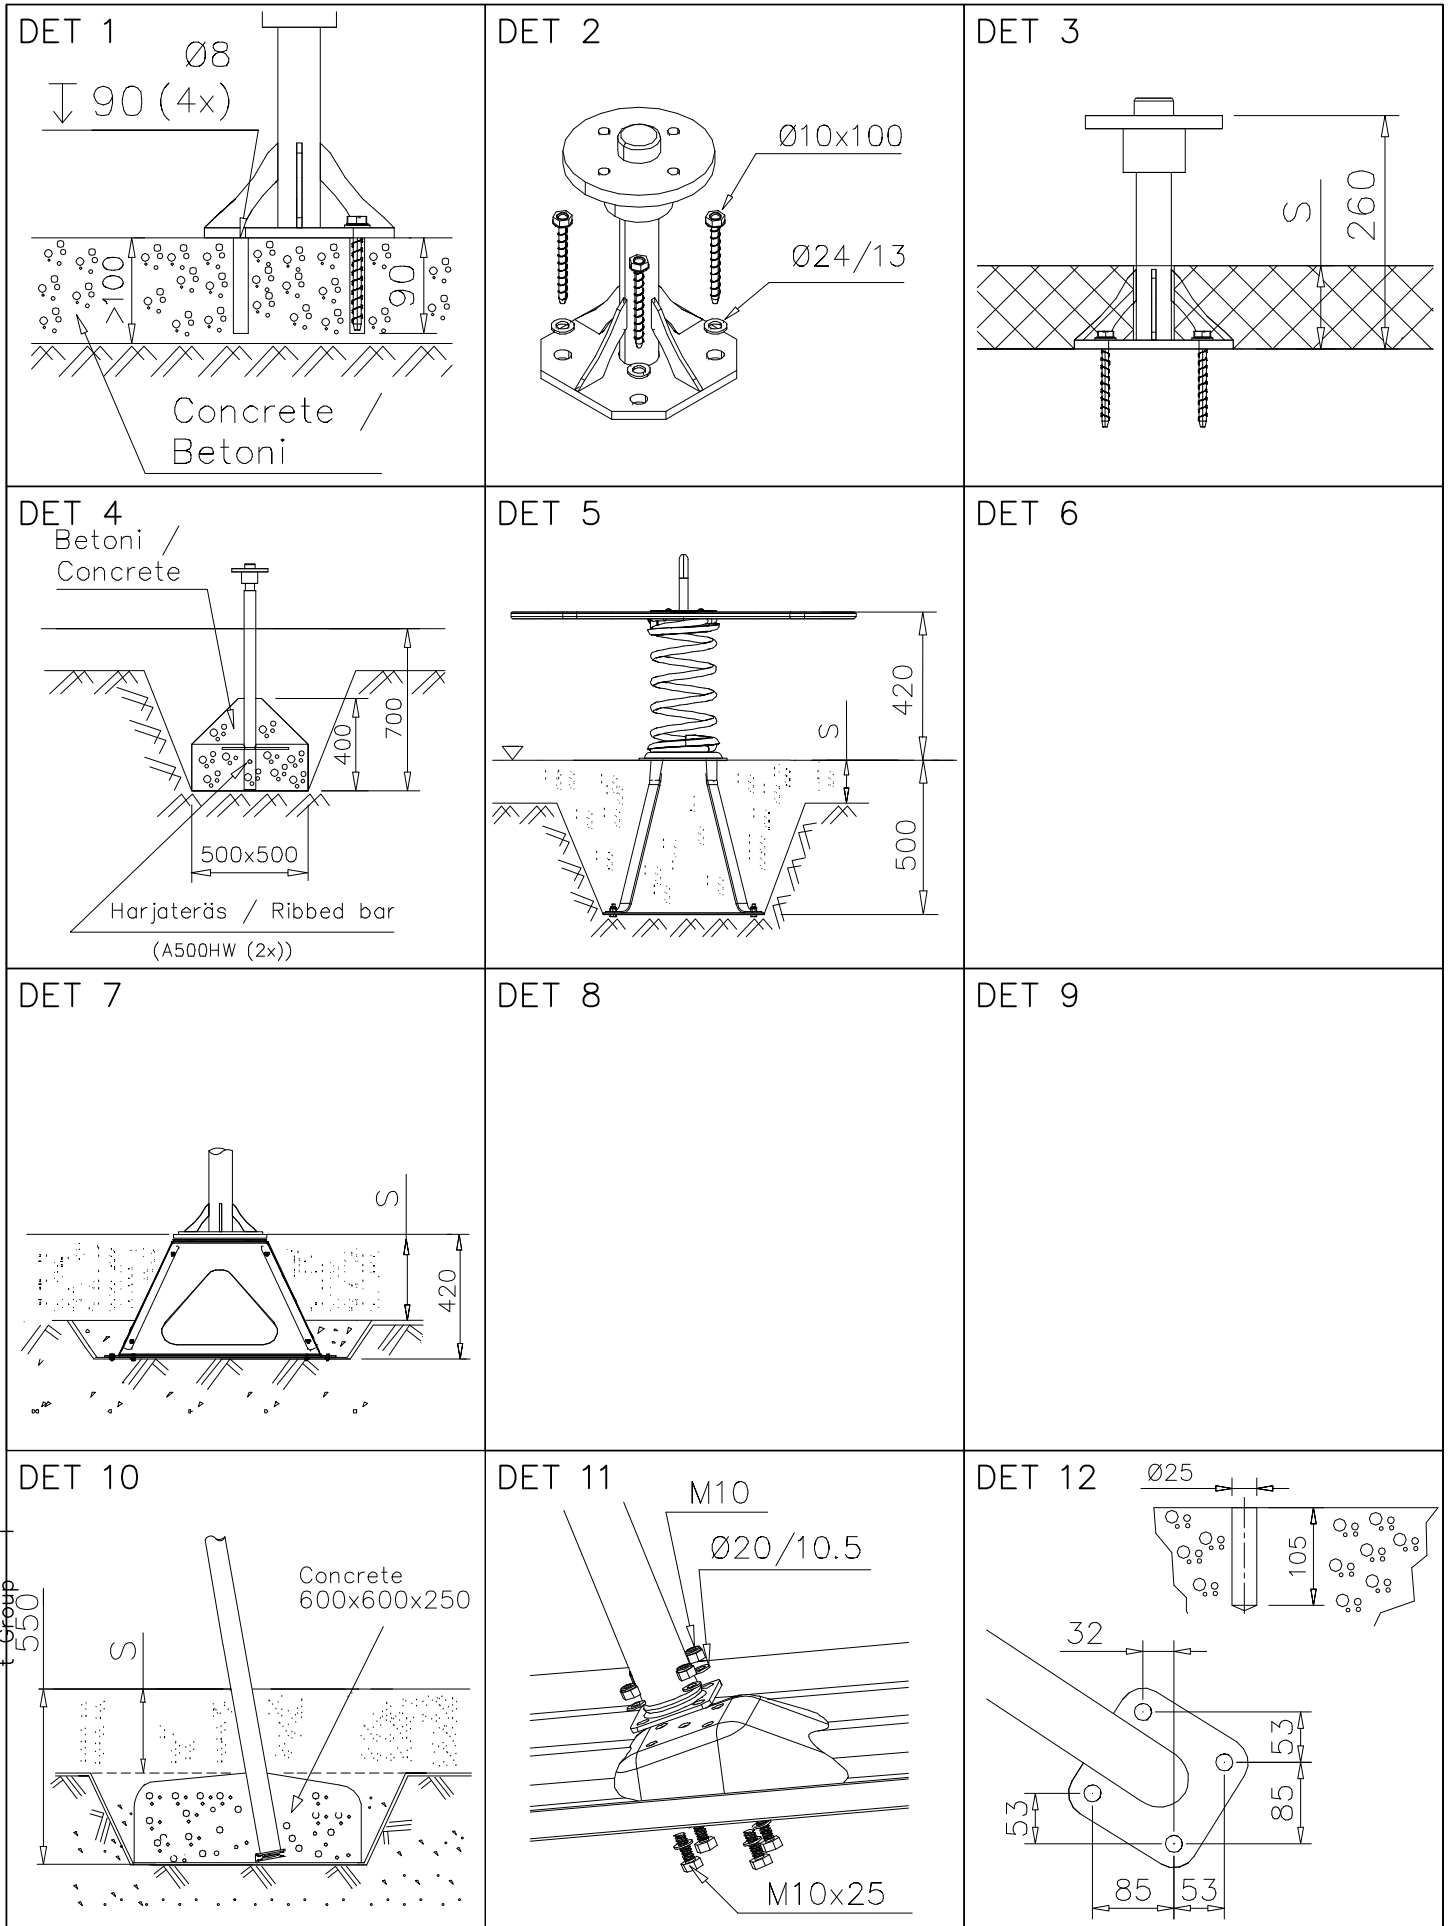 DET 1
Ø8
90 (4x)
>100
90
Concrete /
Betoni
DET 2
Ø10x100
Ø24/13
DET 3
S
260
DET 4
Betoni /
Concrete
400
700
500x500
Harjateräs / Ribbed bar
(A500HW (2x))
DET 5
420
S
500
DET 6
DET 7
S
420
DET 8
DET 9
DET 10
Group
550
S
Concrete
600x600x250
DET 11
M10
Ø20/10.5
M10x25
DET 12
Ø25
105
32
53
85
53
85
53